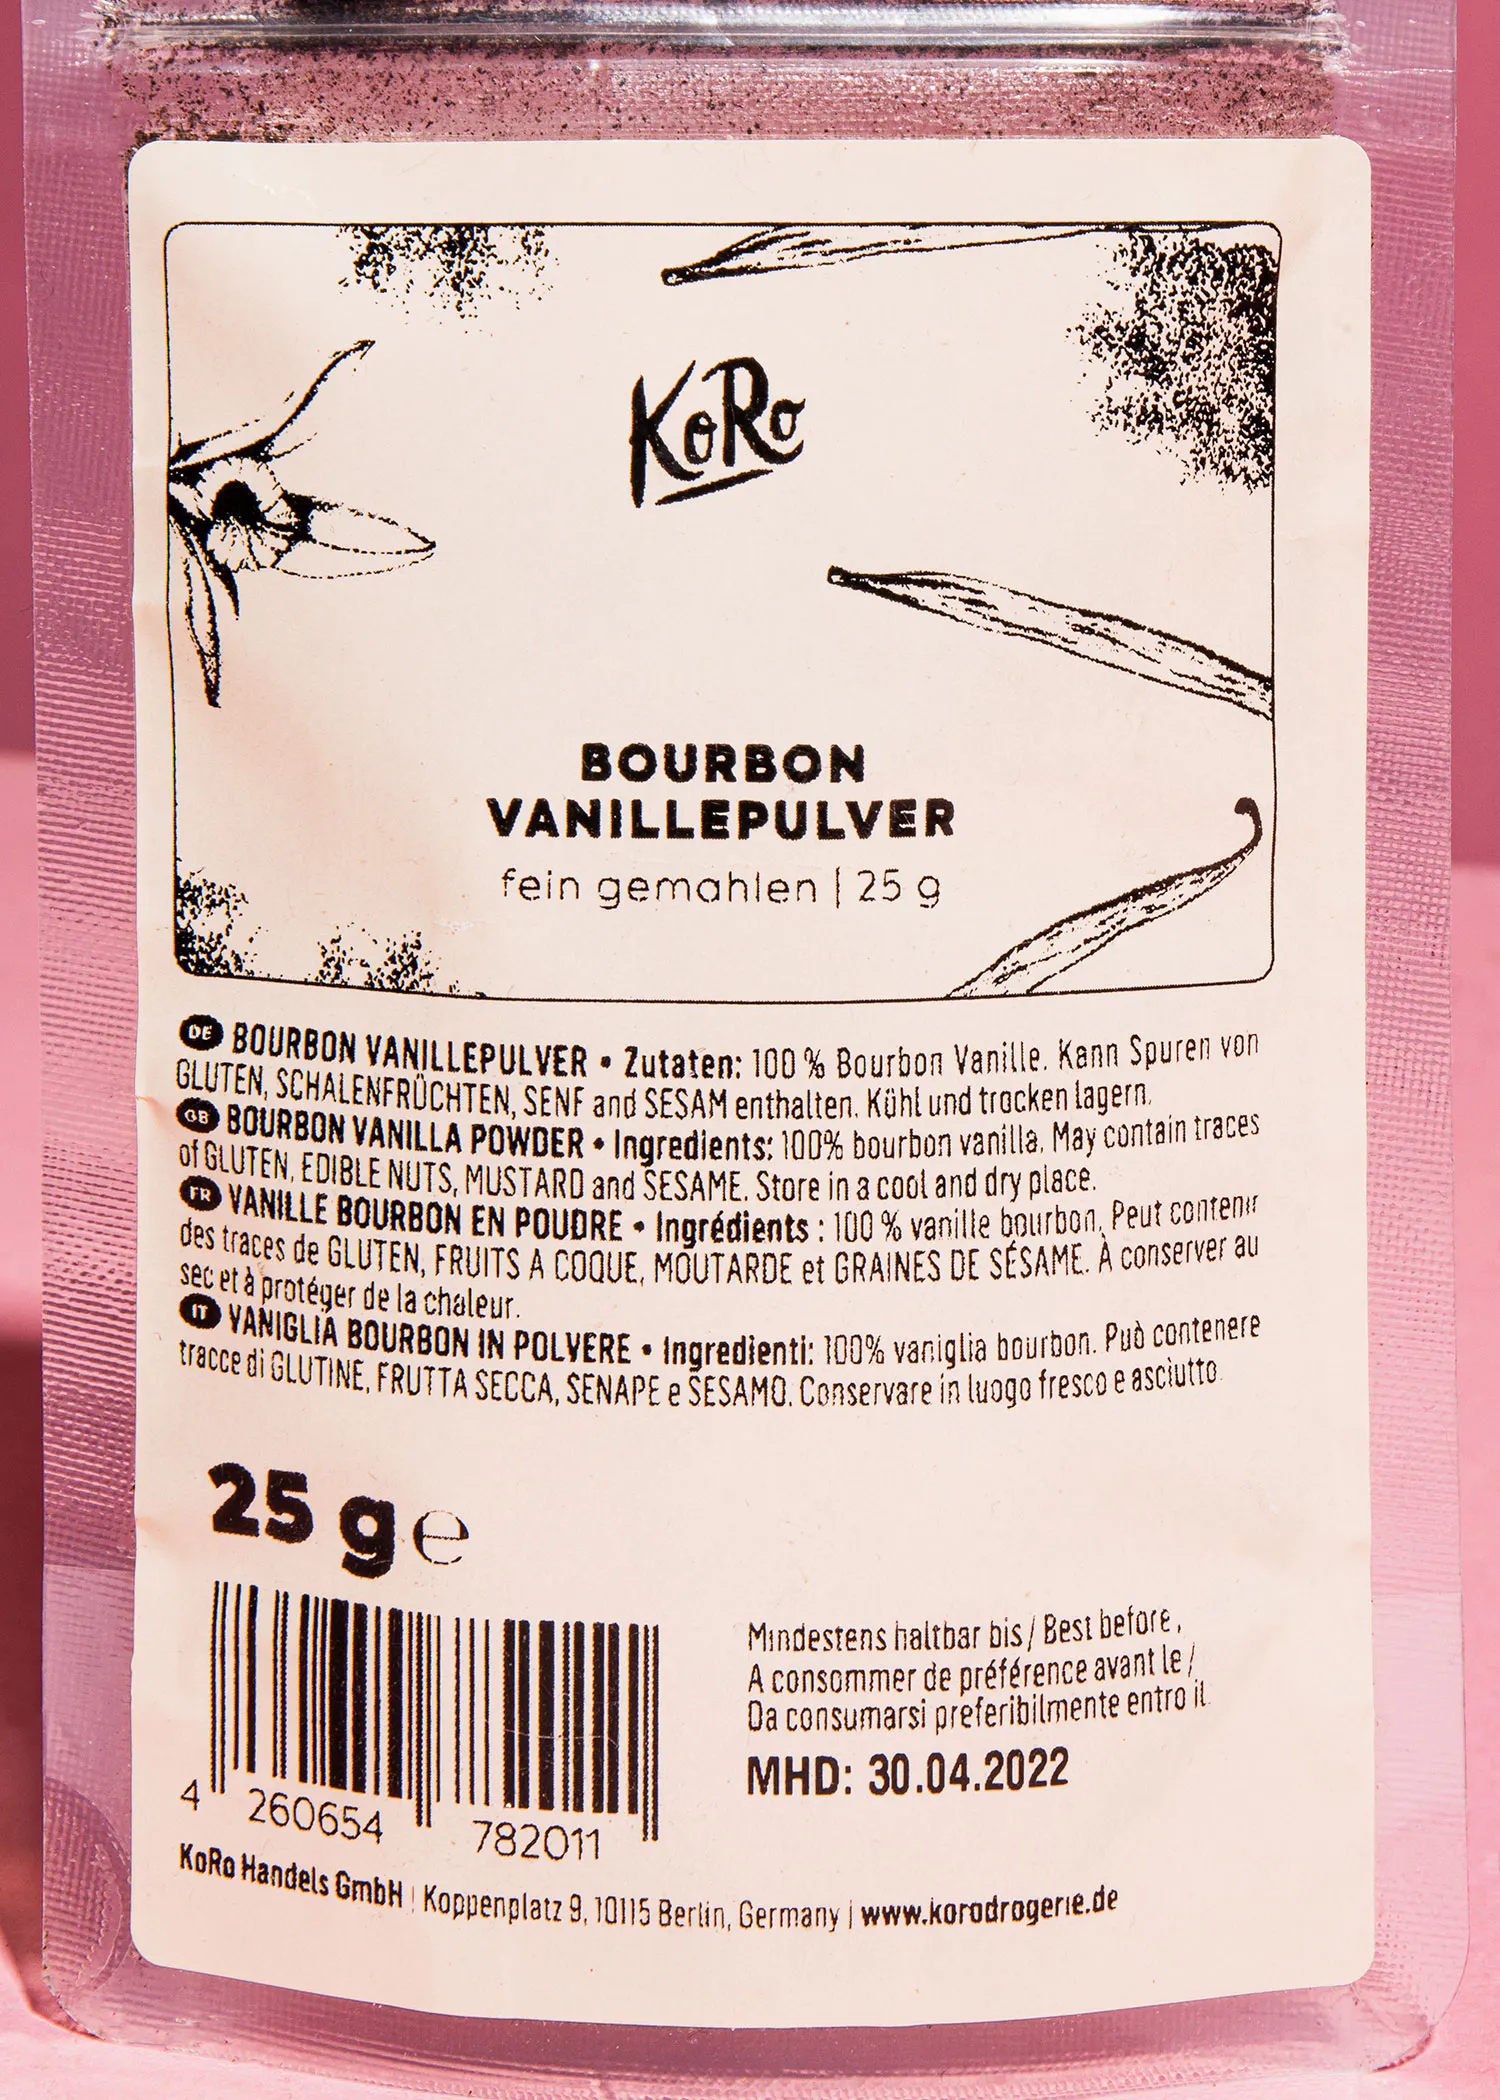 KoRo
BOURBON
VANILLEPULVER
fein gemahlen | 25 g
DE BOURBON VANILLEPULVER • Zutaten: 100 % Bourbon Vanille. Kann Spuren von
GLUTEN, SCHALENFRÜCHTEN, SENF and SESAM enthalten. Kühl und trocken lagern.
GB BOURBON VANILLA POWDER • Ingredients: 100% bourbon vanilla. May contain traces
of GLUTEN, EDIBLE NUTS, MUSTARD and SESAME. Store in a cool and dry place.
FR VANILLE BOURBON EN POUDRE • Ingrédients : 100 % vanille bourbon. Peut contenir
des traces de GLUTEN, FRUITS A COQUE, MOUTARDE et GRAINES DE SÉSAME. À conserver au
sec et à protéger de la chaleur.
IT VANIGLIA BOURBON IN POLVERE • Ingredienti: 100% vaniglia bourbon. Può contenere
tracce di GLUTINE, FRUTTA SECCA, SENAPE e SESAMO. Conservare in luogo fresco e asciutto.
25 g e
Mindestens haltbar bis / Best before,
A consommer de préférence avant le /
Da consumarsi preferibilmente entro il:
MHD: 30.04.2022
4 260654 782011
KoRo Handels GmbH | Koppenplatz 9, 10115 Berlin, Germany | www.korodrogerie.de